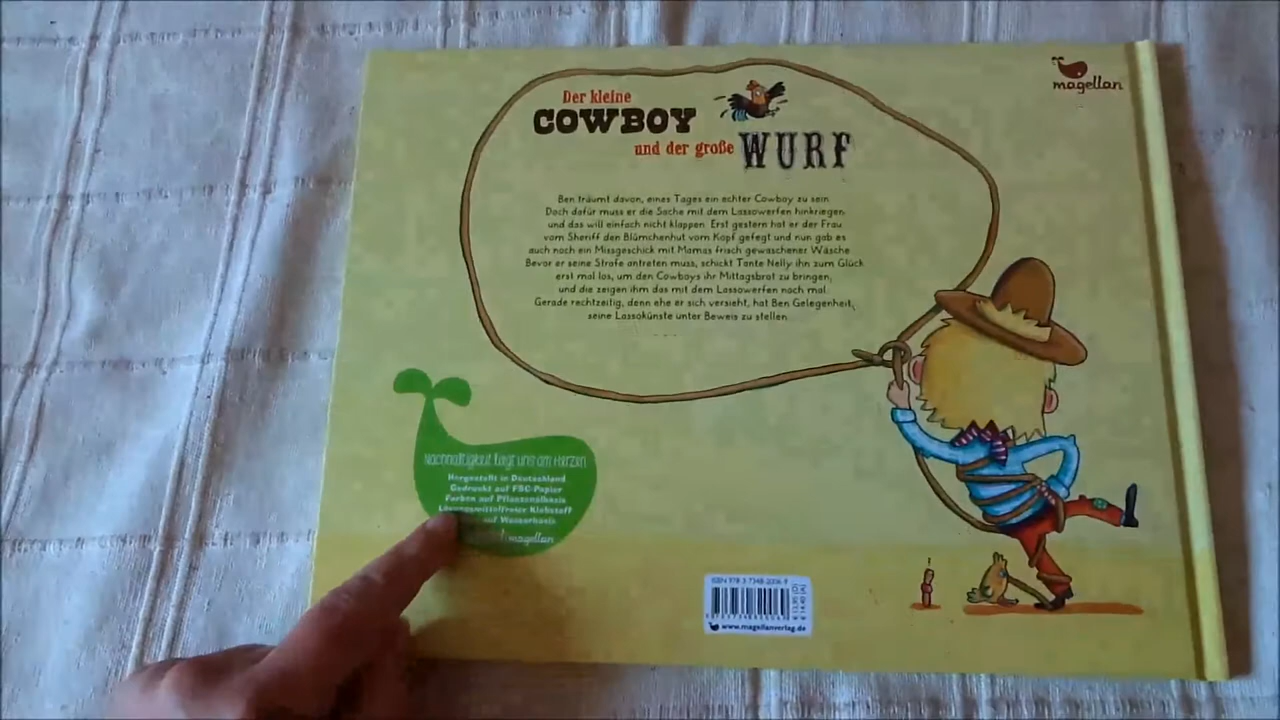 magellan
Der kleine
COWBOY
und der große WURF
Ben träumt davon, eines Tages ein echter Cowboy zu sein
Doch dafür muss er die Sache mit dem Lassowerfen hinkriegen,
und das will einfach nicht klappen. Erst gestern hat er der Frau
vom Sheriff den Blümchenhut vom Kopf gefegt und nun gab es
auch noch ein Missgeschick mit Mamas frisch gewaschener Wäsche
Bevor er seine Strafe antreten muss, schickt Tante Nelly ihn zum Glück
erst mal los, um den Cowboys ihr Mittagsbrot zu bringen,
und die zeigen ihm das mit dem Lassowerfen noch mal.
Gerade rechtzeitig, denn ehe er sich versieht, hat Ben Gelegenheit,
seine Lassokünste unter Beweis zu stellen
Nachhaltigkeit liegt uns am Herzen
Hergestellt in Deutschland
Gedruckt auf FSC-Papier
Farben auf Pflanzenölbasis
Lösungsmittelfreier Klebstoff
auf Wasserbasis
magellan
ISBN 978-3-7348-2006-9
www.magellanverlag.de